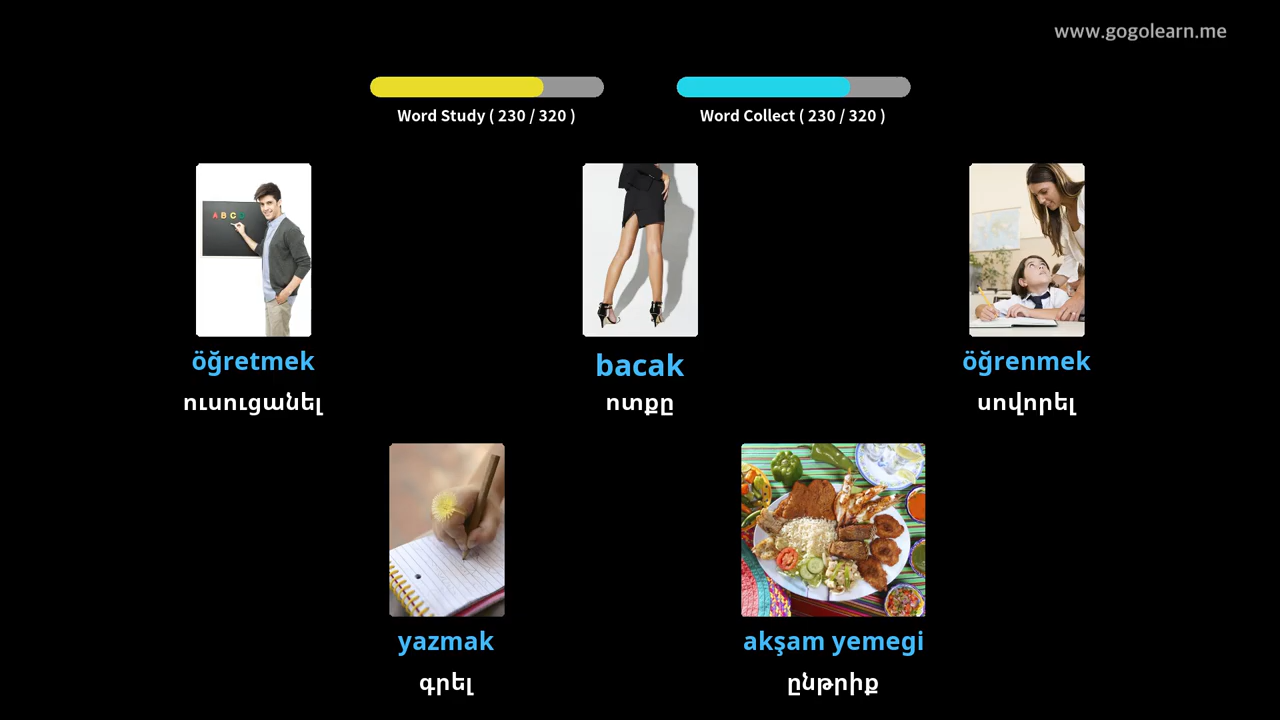 www.gogolearn.me
Word Study ( 230 / 320 )
Word Collect ( 230 / 320 )
A B C D
öğretmek
bacak
öğrenmek
ուսուցանել
ոտքը
սովորել
yazmak
akşam yemegi
գրել
ընթրիք